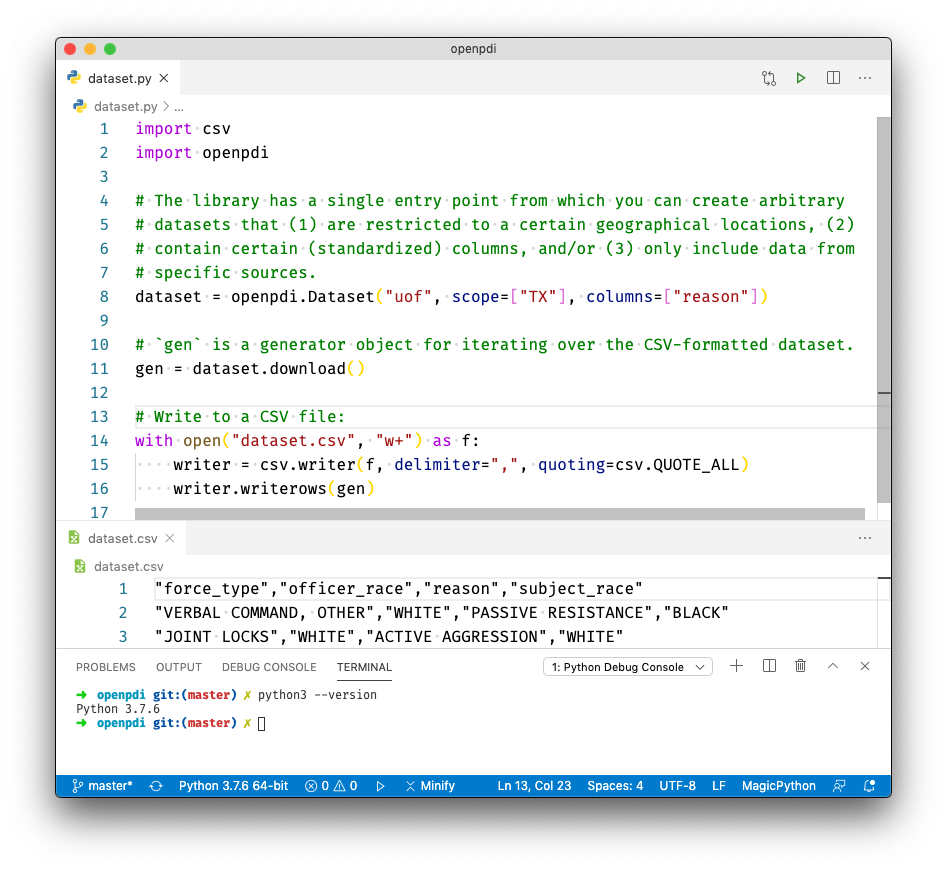 openpdi
dataset.py
dataset.py > ...
1 import csv
2 import openpdi
3
4 # The library has a single entry point from which you can create arbitrary
5 # datasets that (1) are restricted to a certain geographical locations, (2)
6 # contain certain (standardized) columns, and/or (3) only include data from
7 # specific sources.
8 dataset = openpdi.Dataset("uof", scope=["TX"], columns=["reason"])
9
10 # `gen` is a generator object for iterating over the CSV-formatted dataset.
11 gen = dataset.download()
12
13 # Write to a CSV file:
14 with open("dataset.csv", "w+") as f:
15     writer = csv.writer(f, delimiter=",", quoting=csv.QUOTE_ALL)
16     writer.writerows(gen)
17
dataset.csv
dataset.csv
1 "force_type","officer_race","reason","subject_race"
2 "VERBAL COMMAND, OTHER","WHITE","PASSIVE RESISTANCE","BLACK"
3 "JOINT LOCKS","WHITE","ACTIVE AGGRESSION","WHITE"
PROBLEMS OUTPUT DEBUG CONSOLE TERMINAL 1: Python Debug Console
➜ openpdi git:(master) ✗ python3 --version
Python 3.7.6
➜ openpdi git:(master) ✗
master* Python 3.7.6 64-bit 0 0 Minify Ln 13, Col 23 Spaces: 4 UTF-8 LF MagicPython